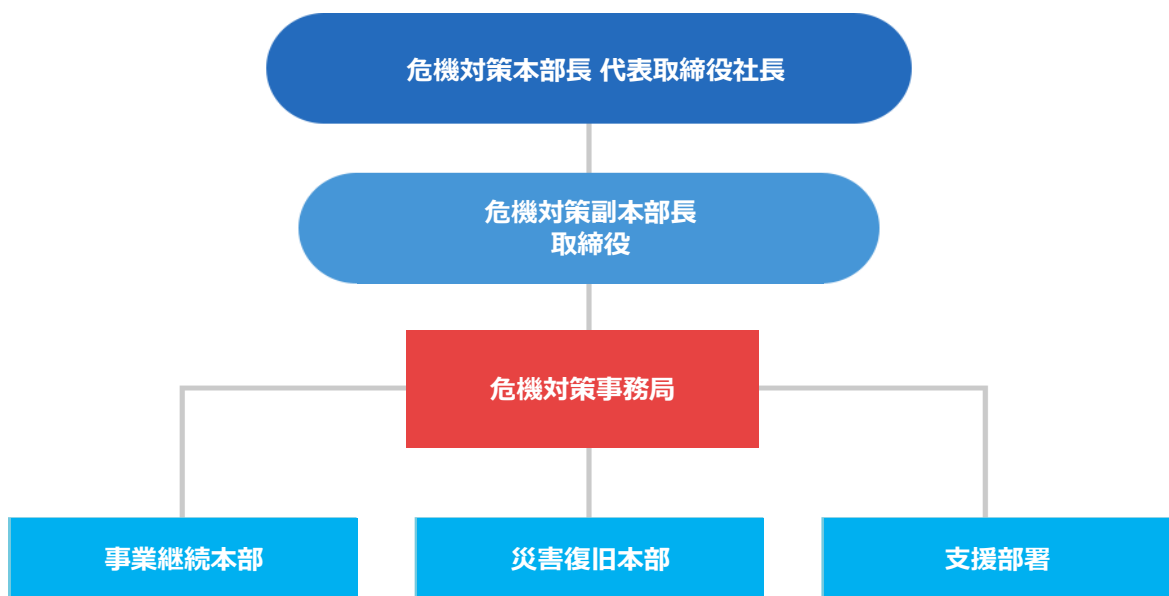 危機対策本部長 代表取締役社長
危機対策副本部長
取締役
危機対策事務局
事業継続本部
災害復旧本部
支援部署